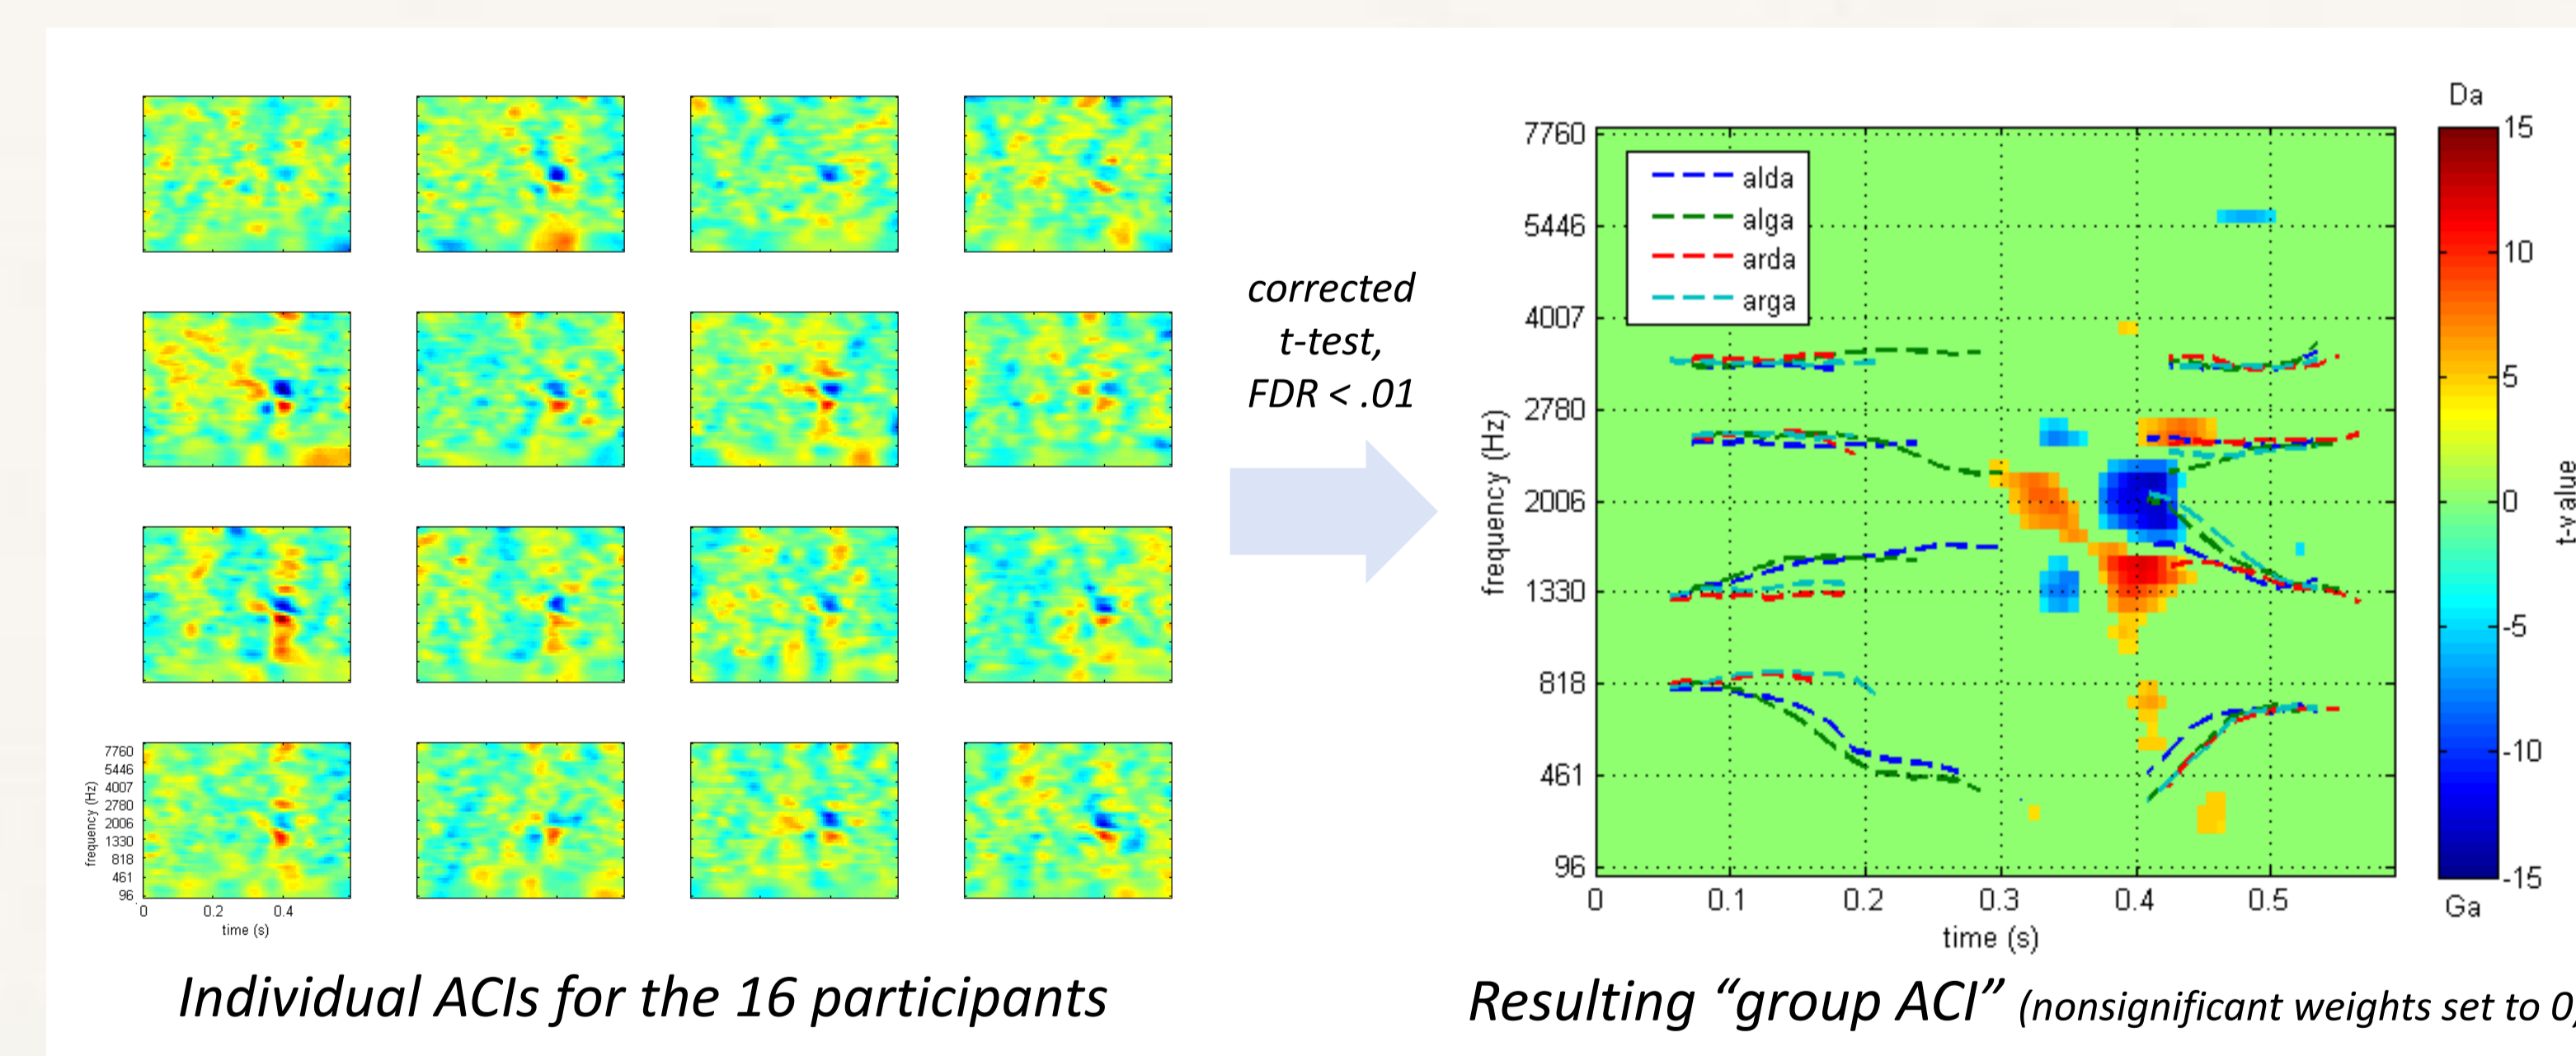 7760
5446
4007
2780
2006
1330
818
461
96
frequency (Hz)
0 0.2 0.4
time (s)
Individual ACIs for the 16 participants
corrected
t-test,
FDR < .01
alda
alga
arda
arga
7760
5446
4007
2780
2006
1330
818
461
96
frequency (Hz)
0 0.1 0.2 0.3 0.4 0.5
time (s)
Da
15
10
5
0
-5
-10
-15
Ga
t-value
Resulting “group ACI” (nonsignificant weights set to 0)